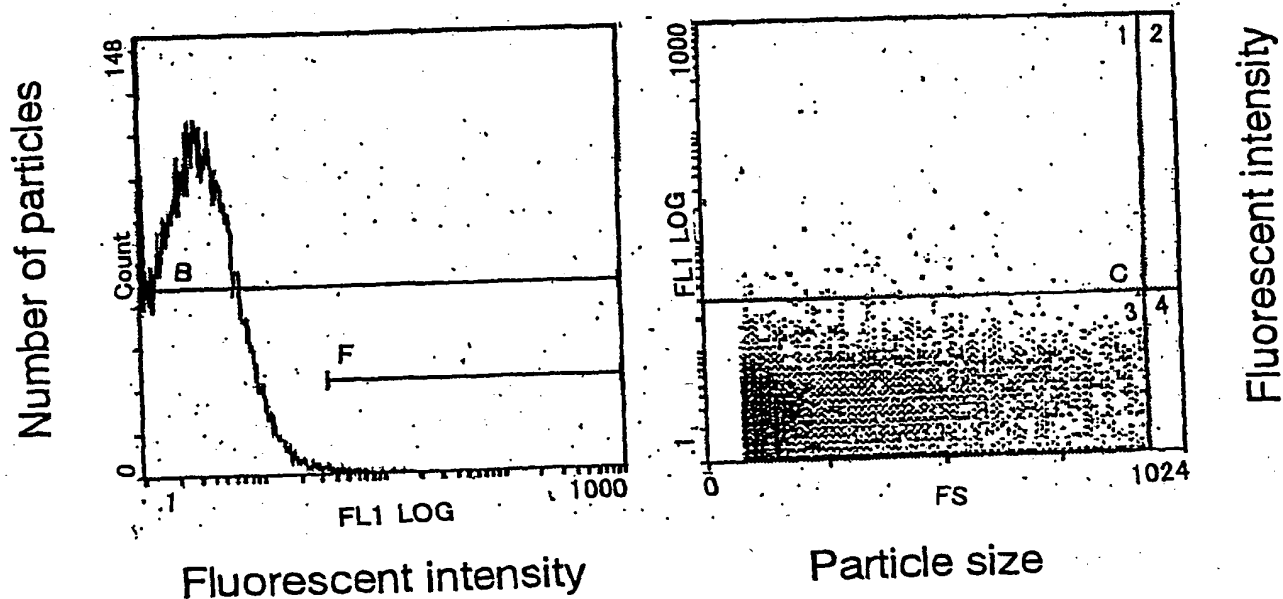 Number of particles
148
Count
0
B
F
.1
1000
FL1 LOG
Fluorescent intensity
1000
FL1 LOG
.1
1
2
C
3
4
0
FS
1024
Particle size
Fluorescent intensity